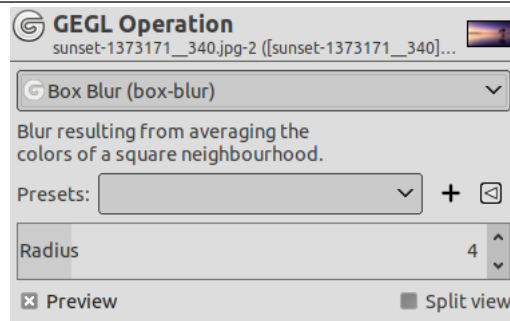 GEGL Operation
sunset-1373171__340.jpg-2 ([sunset-1373171__340]...
Box Blur (box-blur)
Blur resulting from averaging the
colors of a square neighbourhood.
Presets:
Radius 4
Preview Split view